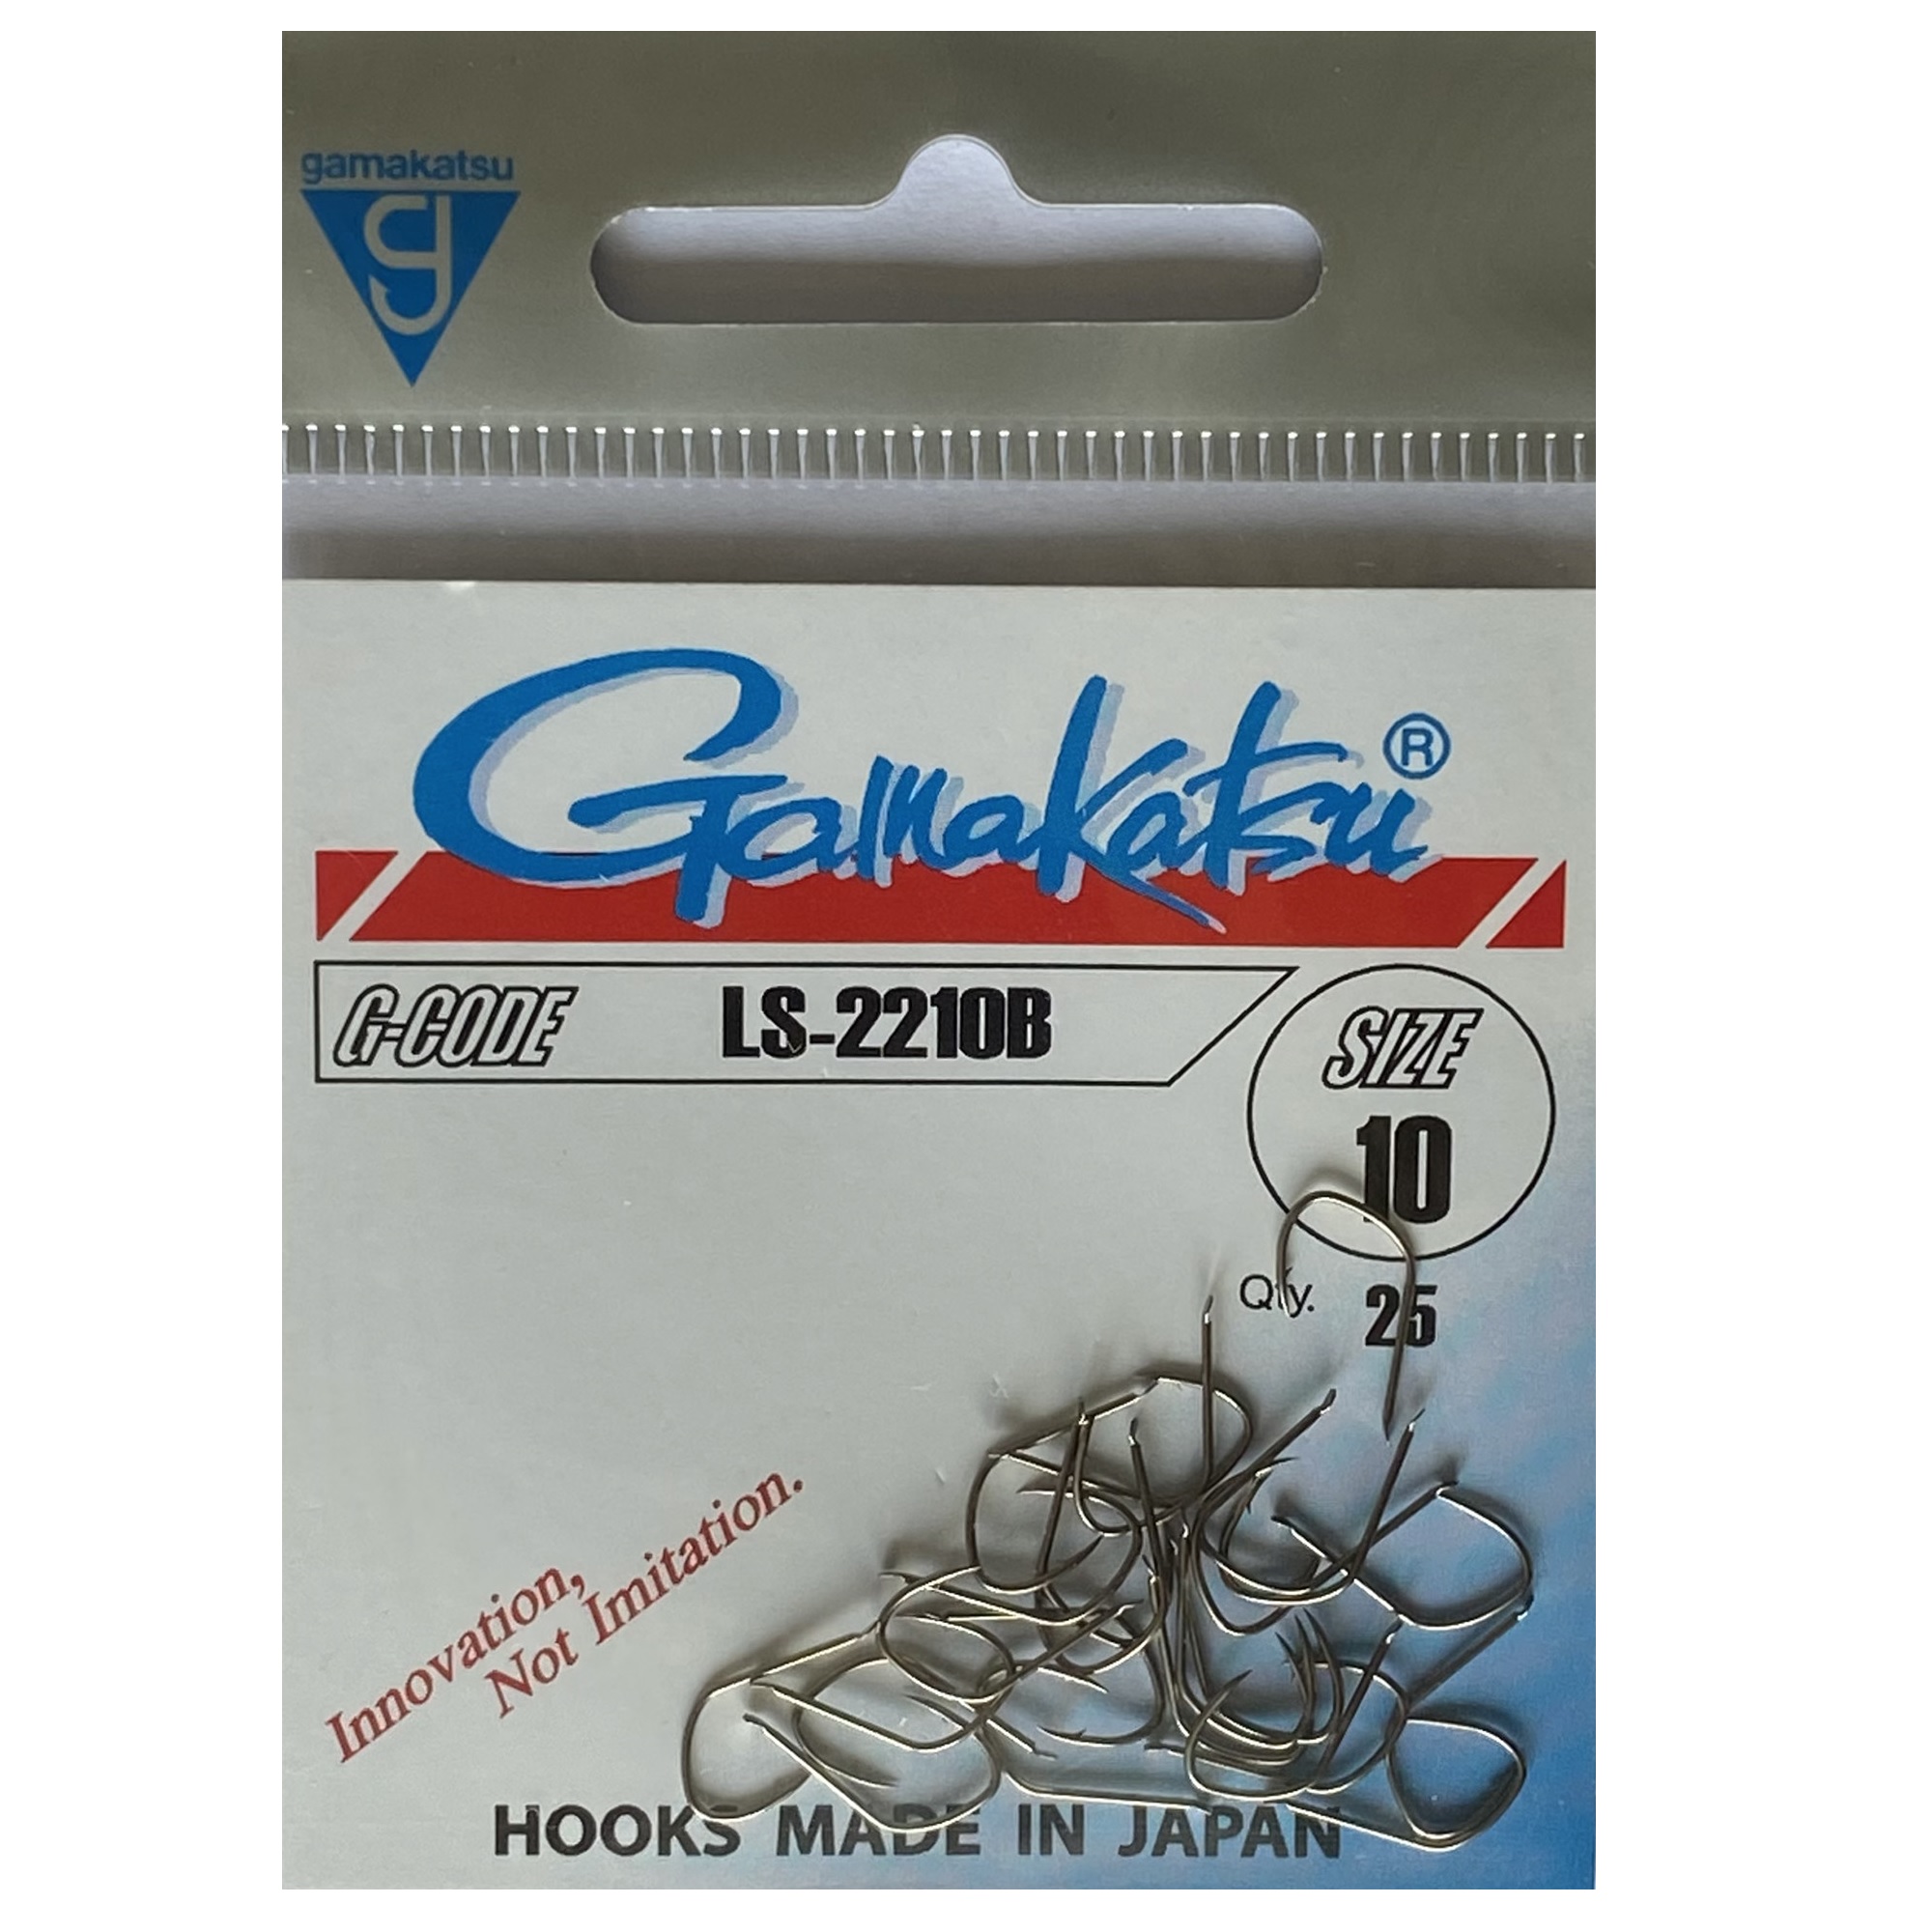 gamakatsu
g
Gamakatsu ®
G-CODE LS-2210B
SIZE
10
Qty. 25
Innovation,
Not Imitation.
HOOKS MADE IN JAPAN